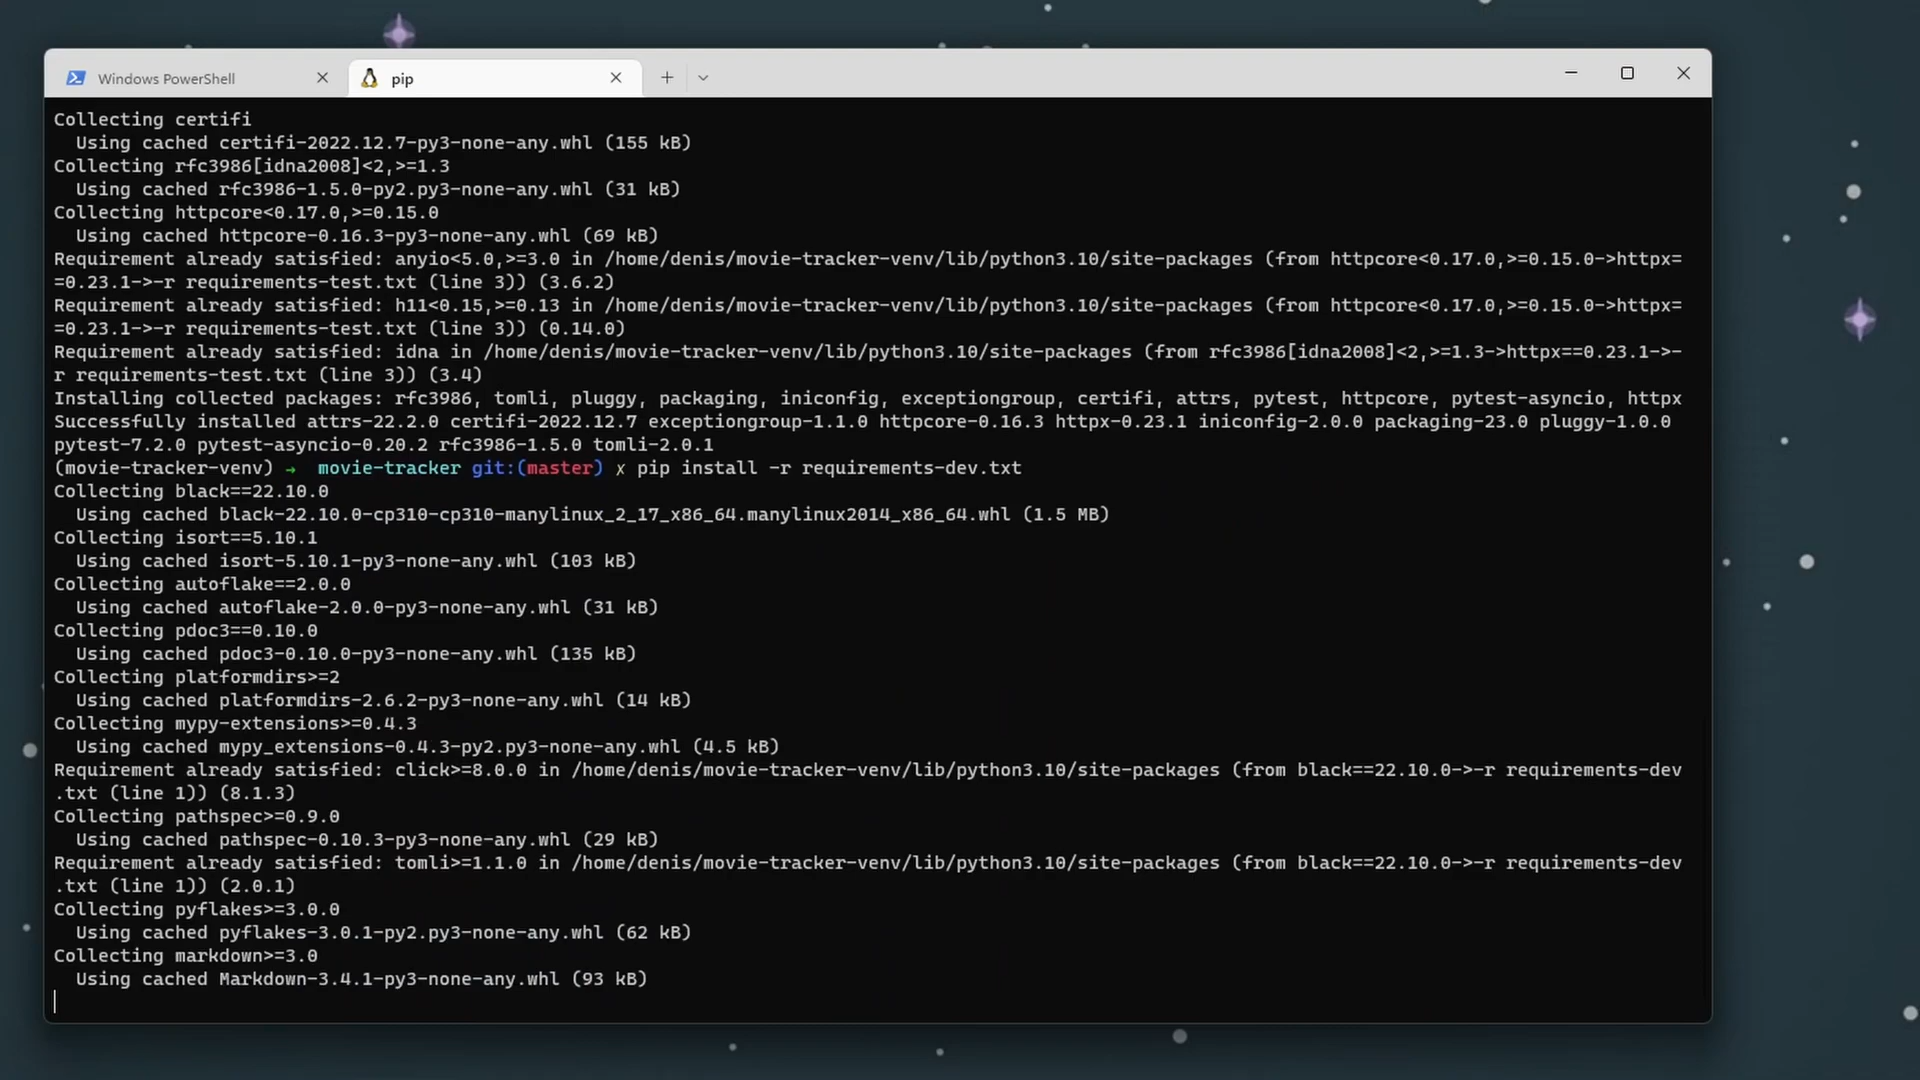 Windows PowerShell
pip
Collecting certifi
Using cached certifi-2022.12.7-py3-none-any.whl (155 kB)
Collecting rfc3986[idna2008]<2,>=1.3
Using cached rfc3986-1.5.0-py2.py3-none-any.whl (31 kB)
Collecting httpcore<0.17.0,>=0.15.0
Using cached httpcore-0.16.3-py3-none-any.whl (69 kB)
Requirement already satisfied: anyio<5.0,>=3.0 in /home/denis/movie-tracker-venv/lib/python3.10/site-packages (from httpcore<0.17.0,>=0.15.0->httpx=
=0.23.1->-r requirements-test.txt (line 3)) (3.6.2)
Requirement already satisfied: h11<0.15,>=0.13 in /home/denis/movie-tracker-venv/lib/python3.10/site-packages (from httpcore<0.17.0,>=0.15.0->httpx=
=0.23.1->-r requirements-test.txt (line 3)) (0.14.0)
Requirement already satisfied: idna in /home/denis/movie-tracker-venv/lib/python3.10/site-packages (from rfc3986[idna2008]<2,>=1.3->httpx==0.23.1->-
r requirements-test.txt (line 3)) (3.4)
Installing collected packages: rfc3986, tomli, pluggy, packaging, iniconfig, exceptiongroup, certifi, attrs, pytest, httpcore, pytest-asyncio, httpx
Successfully installed attrs-22.2.0 certifi-2022.12.7 exceptiongroup-1.1.0 httpcore-0.16.3 httpx-0.23.1 iniconfig-2.0.0 packaging-23.0 pluggy-1.0.0
pytest-7.2.0 pytest-asyncio-0.20.2 rfc3986-1.5.0 tomli-2.0.1
(movie-tracker-venv) → movie-tracker git:(master) ✗ pip install -r requirements-dev.txt
Collecting black==22.10.0
Using cached black-22.10.0-cp310-cp310-manylinux_2_17_x86_64.manylinux2014_x86_64.whl (1.5 MB)
Collecting isort==5.10.1
Using cached isort-5.10.1-py3-none-any.whl (103 kB)
Collecting autoflake==2.0.0
Using cached autoflake-2.0.0-py3-none-any.whl (31 kB)
Collecting pdoc3==0.10.0
Using cached pdoc3-0.10.0-py3-none-any.whl (135 kB)
Collecting platformdirs>=2
Using cached platformdirs-2.6.2-py3-none-any.whl (14 kB)
Collecting mypy-extensions>=0.4.3
Using cached mypy_extensions-0.4.3-py2.py3-none-any.whl (4.5 kB)
Requirement already satisfied: click>=8.0.0 in /home/denis/movie-tracker-venv/lib/python3.10/site-packages (from black==22.10.0->-r requirements-dev
.txt (line 1)) (8.1.3)
Collecting pathspec>=0.9.0
Using cached pathspec-0.10.3-py3-none-any.whl (29 kB)
Requirement already satisfied: tomli>=1.1.0 in /home/denis/movie-tracker-venv/lib/python3.10/site-packages (from black==22.10.0->-r requirements-dev
.txt (line 1)) (2.0.1)
Collecting pyflakes>=3.0.0
Using cached pyflakes-3.0.1-py2.py3-none-any.whl (62 kB)
Collecting markdown>=3.0
Using cached Markdown-3.4.1-py3-none-any.whl (93 kB)